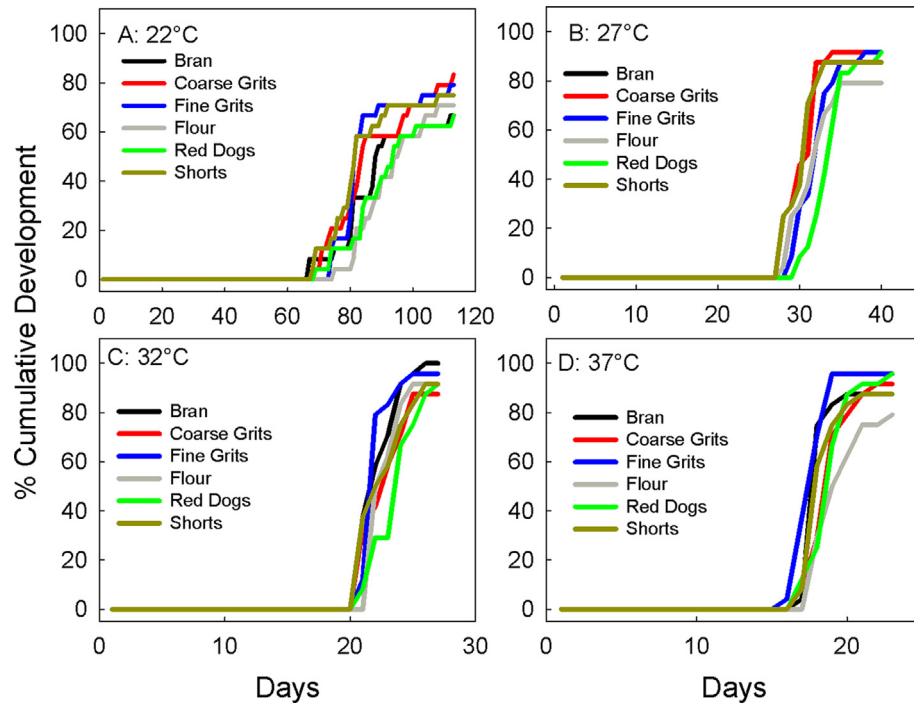 % Cumulative Development
A: 22°C
Bran
Coarse Grits
Fine Grits
Flour
Red Dogs
Shorts
100
80
60
40
20
0
0 20 40 60 80 100 120
B: 27°C
Bran
Coarse Grits
Fine Grits
Flour
Red Dogs
Shorts
100
80
60
40
20
0
0 10 20 30 40
C: 32°C
Bran
Coarse Grits
Fine Grits
Flour
Red Dogs
Shorts
100
80
60
40
20
0
0 10 20 30
Days
D: 37°C
Bran
Coarse Grits
Fine Grits
Flour
Red Dogs
Shorts
100
80
60
40
20
0
0 10 20
Days